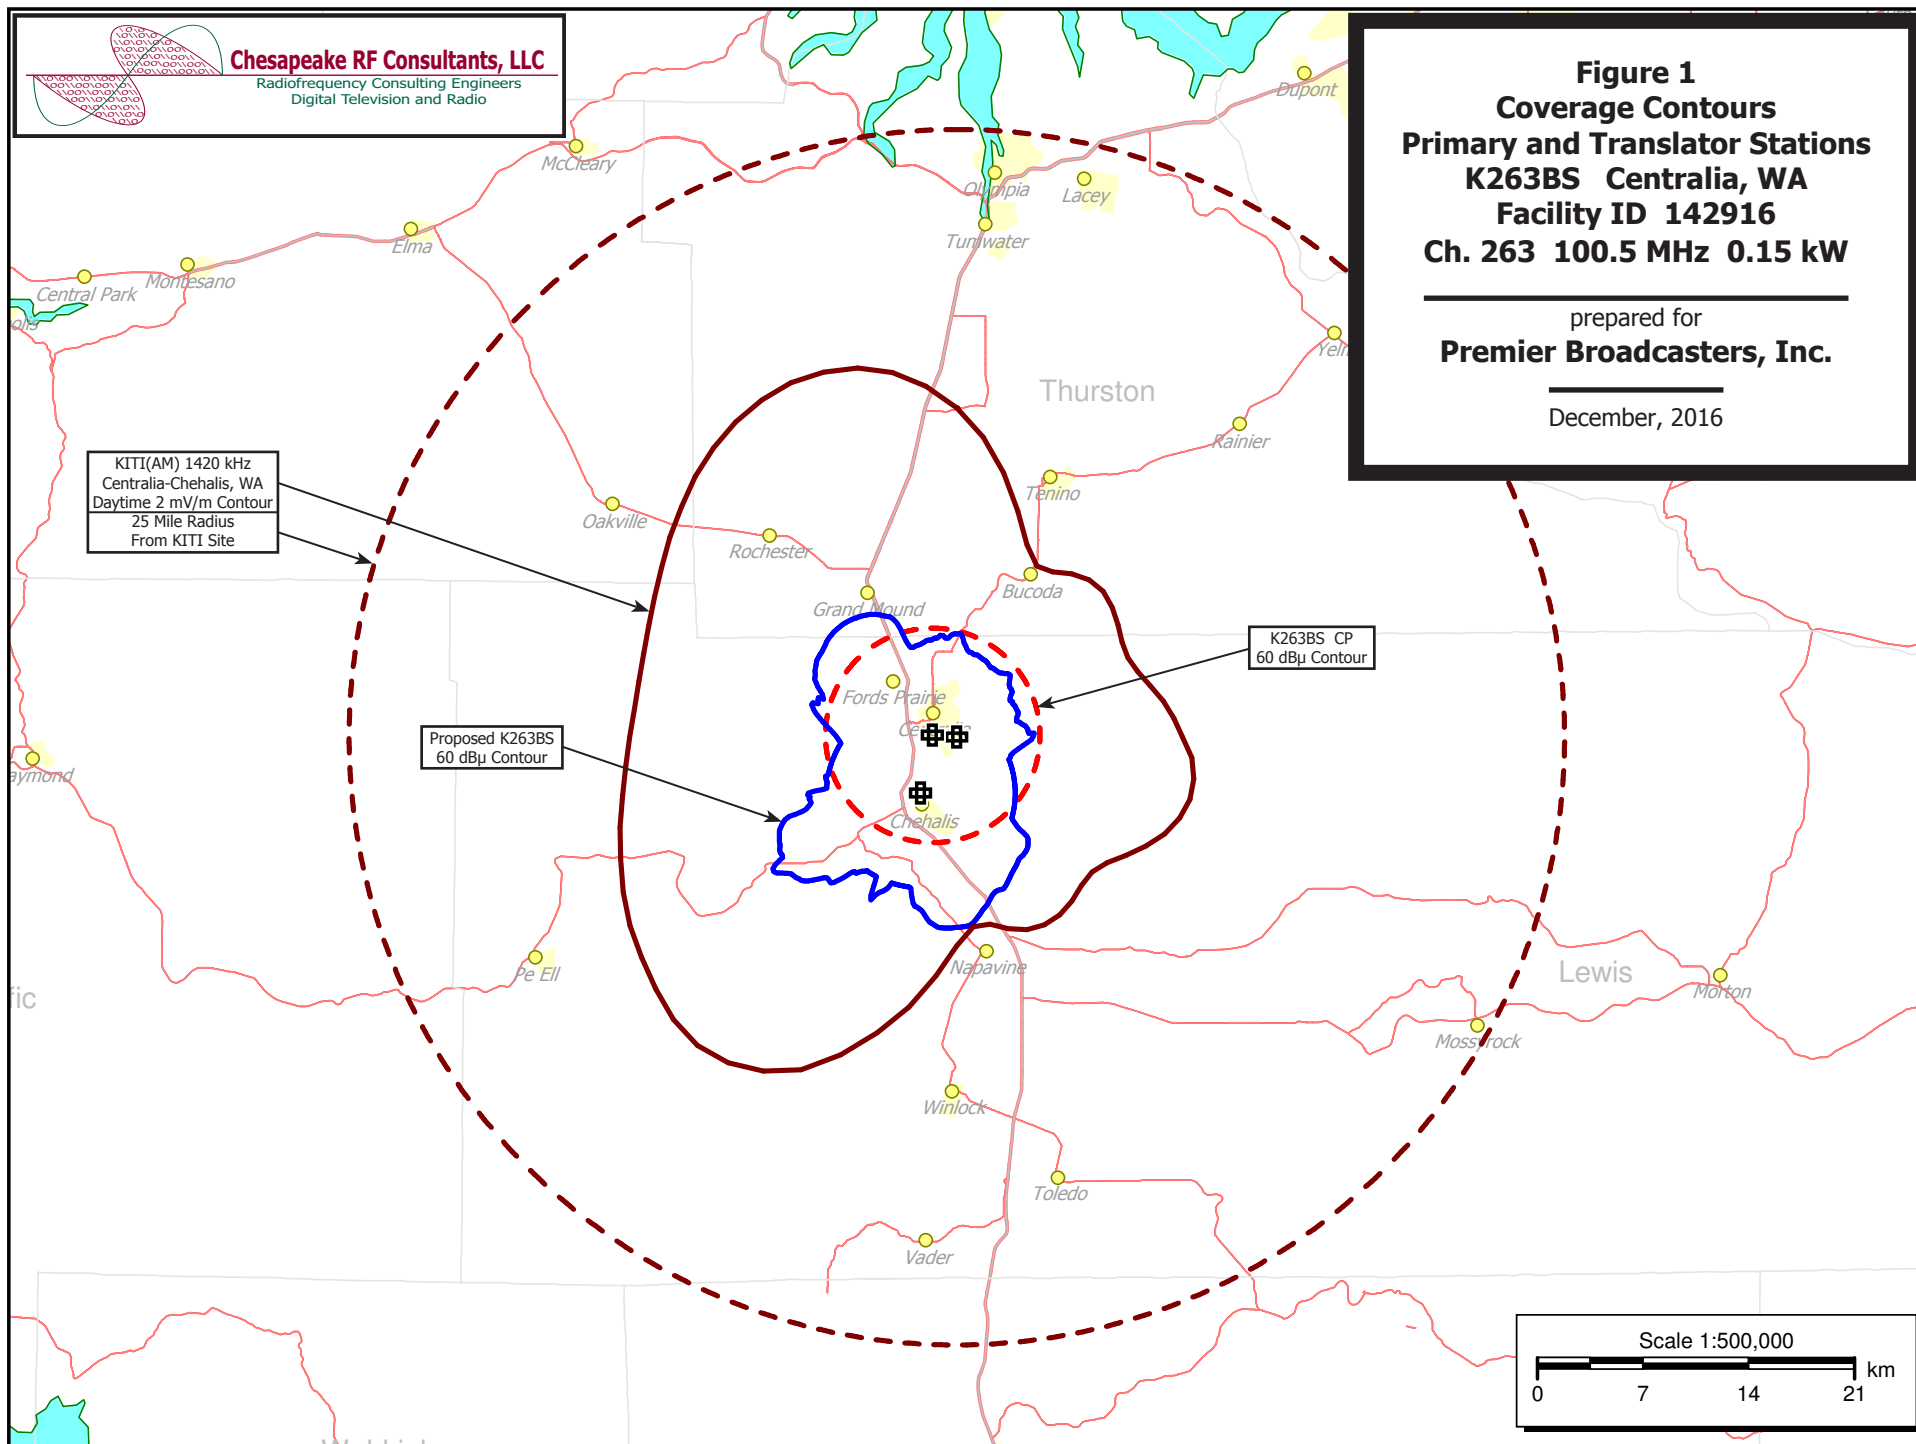 Chesapeake RF Consultants, LLC
Radiofrequency Consulting Engineers
Digital Television and Radio
Figure 1
Coverage Contours
Primary and Translator Stations
K263BS Centralia, WA
Facility ID 142916
Ch. 263 100.5 MHz 0.15 kW
prepared for
Premier Broadcasters, Inc.
December, 2016
Dupont
McCleary
Olympia
Lacey
Elma
Tumwater
Montesano
Central Park
Thurston
Rainier
KITI(AM) 1420 kHz
Centralia-Chehalis, WA
Daytime 2 mV/m Contour
25 Mile Radius
From KITI Site
Tenino
Oakville
Rochester
Bucoda
Grand Mound
K263BS CP
60 dBµ Contour
Fords Prairie
Centralia
Proposed K263BS
60 dBµ Contour
Chehalis
Napavine
Pe Ell
Lewis
Morton
Mossyrock
Winlock
Toledo
Vader
Scale 1:500,000
km
0 7 14 21